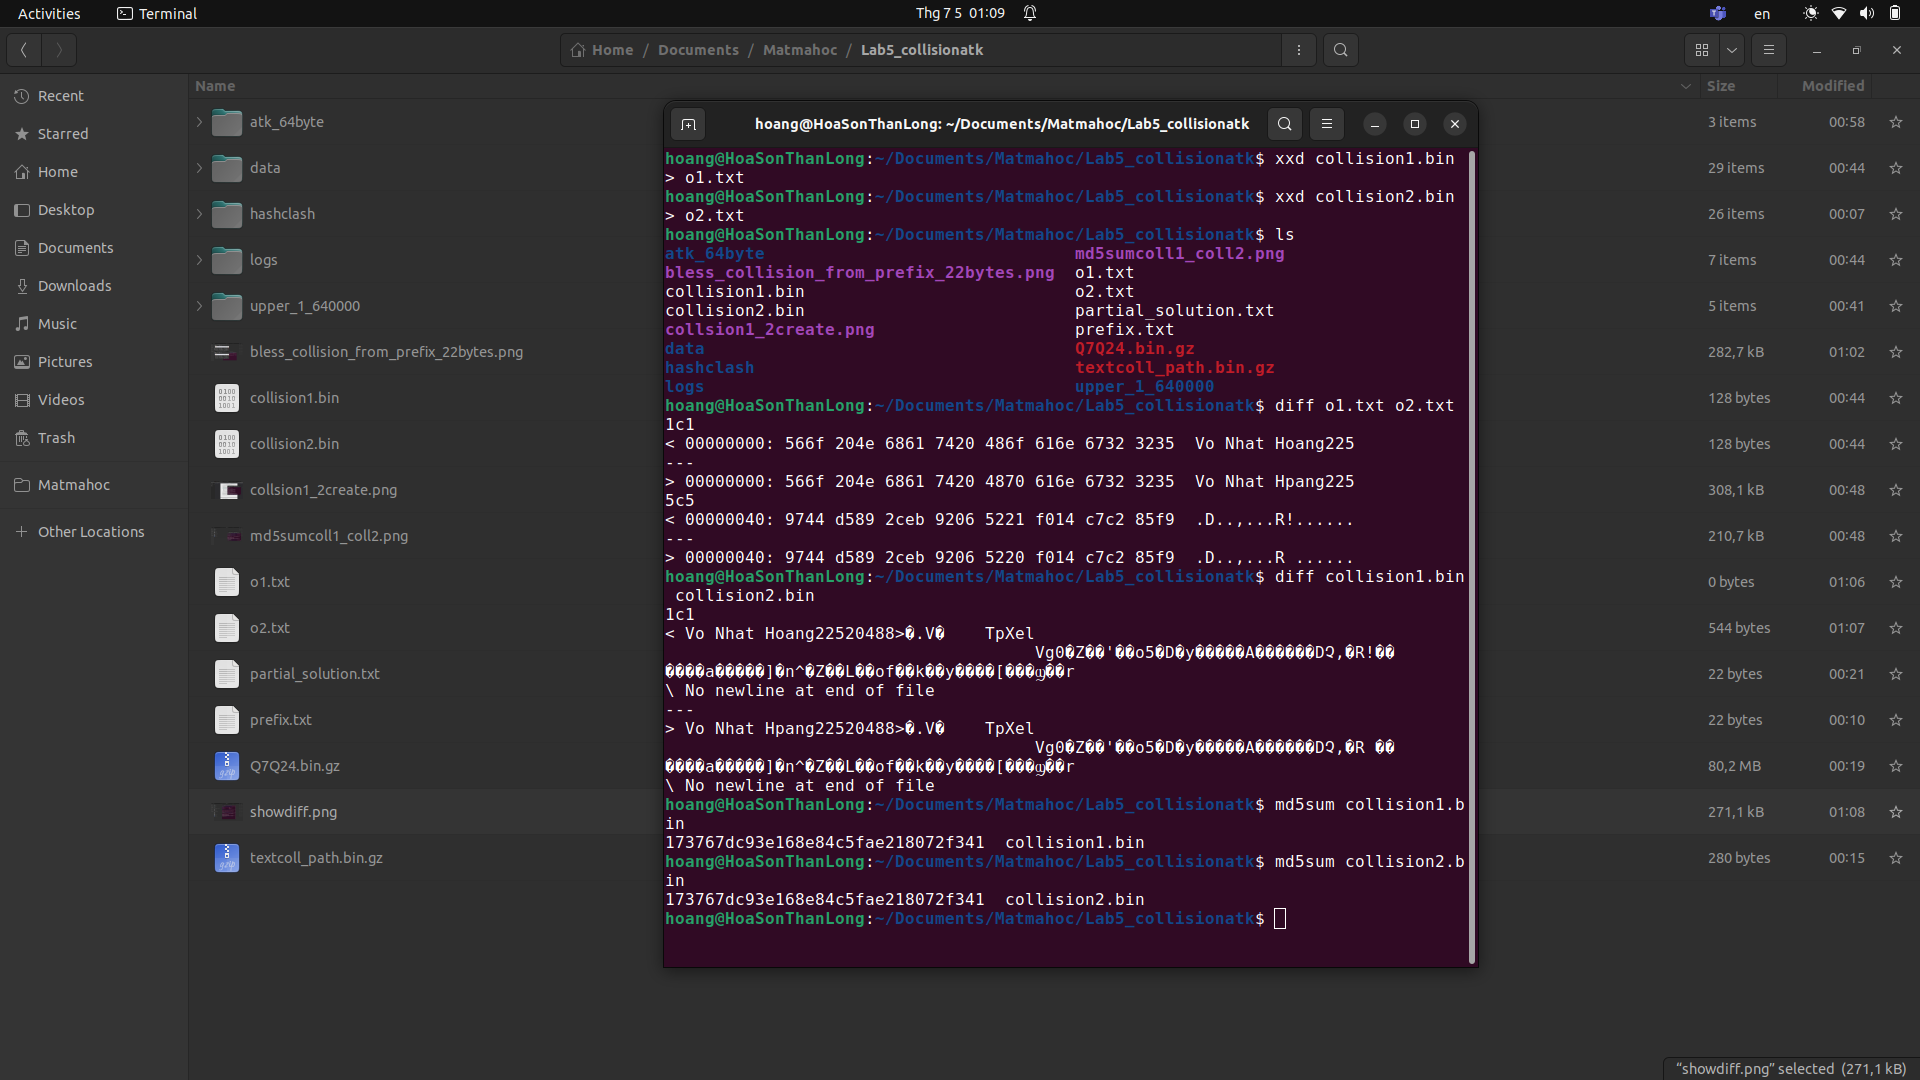 Activities Terminal Thg 7 5 01:09 en
Home / Documents / Matmahoc / Lab5_collisionatk
Name Size Modified
Recent
Starred
Home
Desktop
Documents
Downloads
Music
Pictures
Videos
Trash
Matmahoc
Other Locations
atk_64byte 3 items 00:58
data 29 items 00:44
hashclash 26 items 00:07
logs 7 items 00:44
upper_1_640000 5 items 00:41
bless_collision_from_prefix_22bytes.png 282,7 kB 01:02
collision1.bin 128 bytes 00:44
collision2.bin 128 bytes 00:44
collsion1_2create.png 308,1 kB 00:48
md5sumcoll1_coll2.png 210,7 kB 00:48
o1.txt 0 bytes 01:06
o2.txt 544 bytes 01:07
partial_solution.txt 22 bytes 00:21
prefix.txt 22 bytes 00:10
Q7Q24.bin.gz 80,2 MB 00:19
showdiff.png 271,1 kB 01:08
textcoll_path.bin.gz 280 bytes 00:15
hoang@HoaSonThanLong: ~/Documents/Matmahoc/Lab5_collisionatk
hoang@HoaSonThanLong:~/Documents/Matmahoc/Lab5_collisionatk$ xxd collision1.bin
> o1.txt
hoang@HoaSonThanLong:~/Documents/Matmahoc/Lab5_collisionatk$ xxd collision2.bin
> o2.txt
hoang@HoaSonThanLong:~/Documents/Matmahoc/Lab5_collisionatk$ ls
atk_64byte md5sumcoll1_coll2.png
bless_collision_from_prefix_22bytes.png o1.txt
collision1.bin o2.txt
collision2.bin partial_solution.txt
collsion1_2create.png prefix.txt
data Q7Q24.bin.gz
hashclash textcoll_path.bin.gz
logs upper_1_640000
hoang@HoaSonThanLong:~/Documents/Matmahoc/Lab5_collisionatk$ diff o1.txt o2.txt
1c1
< 00000000: 566f 204e 6861 7420 486f 616e 6732 3235 Vo Nhat Hoang225
---
> 00000000: 566f 204e 6861 7420 4870 616e 6732 3235 Vo Nhat Hpang225
5c5
< 00000040: 9744 d589 2ceb 9206 5221 f014 c7c2 85f9 .D..,...R!......
---
> 00000040: 9744 d589 2ceb 9206 5220 f014 c7c2 85f9 .D..,...R ......
hoang@HoaSonThanLong:~/Documents/Matmahoc/Lab5_collisionatk$ diff collision1.bin
collision2.bin
1c1
< Vo Nhat Hoang22520488>�.V� TpXel
Vg0�Z��'��o5�D�y�����A������D,�R!��
����a�����]�n^�Z��L��of��k��y����[�����r
\ No newline at end of file
---
> Vo Nhat Hpang22520488>�.V� TpXel
Vg0�Z��'��o5�D�y�����A������D,�R ��
����a�����]�n^�Z��L��of��k��y����[�����r
\ No newline at end of file
hoang@HoaSonThanLong:~/Documents/Matmahoc/Lab5_collisionatk$ md5sum collision1.b
in
173767dc93e168e84c5fae218072f341 collision1.bin
hoang@HoaSonThanLong:~/Documents/Matmahoc/Lab5_collisionatk$ md5sum collision2.b
in
173767dc93e168e84c5fae218072f341 collision2.bin
hoang@HoaSonThanLong:~/Documents/Matmahoc/Lab5_collisionatk$
"showdiff.png" selected (271,1 kB)